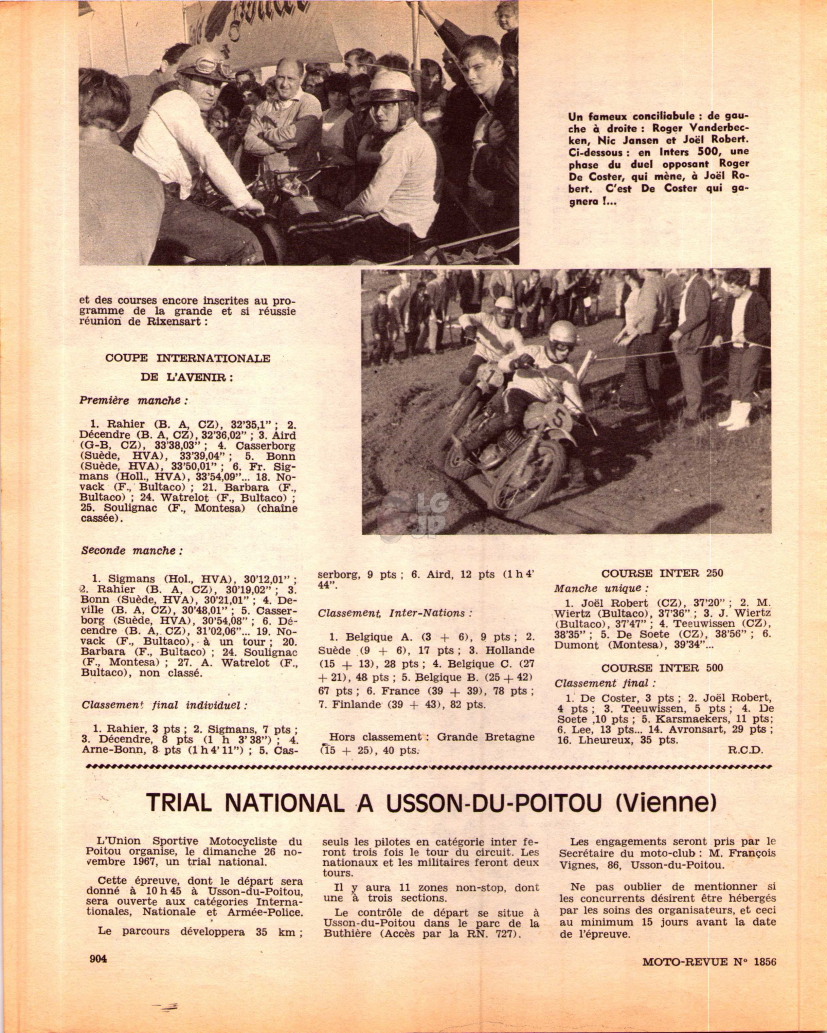 Un fameux conciliabule : de gau-
che à droite : Roger Vanderbec-
ken, Nic Jansen et Joël Robert.
Ci-dessous : en Inters 500, une
phase du duel opposant Roger
De Coster, qui mène, à Joël Ro-
bert. C'est De Coster qui ga-
gnera !...
et des courses encore inscrites au pro-
gramme de la grande et si réussie
réunion de Rixensart :
COUPE INTERNATIONALE
DE L'AVENIR :
Première manche :
1. Rahier (B. A, CZ), 32'35,1" ; 2.
Décendre (B. A, CZ), 32'36,02" ; 3. Aird
(G-B, CZ), 33'38,03" ; 4. Casserborg
(Suède, HVA), 33'39,04" ; 5. Bonn
(Suède, HVA), 33'50,01" ; 6. Fr. Sig-
mans (Holl., HVA), 33'54,09"... 18. No-
vack (F., Bultaco) ; 21. Barbara (F.,
Bultaco) ; 24. Watrelot (F., Bultaco) ;
25. Soulignac (F., Montesa) (chaîne
cassée).
LG
JP
5
Seconde manche :
1. Sigmans (Hol., HVA), 30'12,01" ;
2. Rahier (B. A, CZ), 30'19,02" ; 3.
Bonn (Suède, HVA), 30'21,01" ; 4. De-
ville (B. A, CZ), 30'48,01" ; 5. Casser-
borg (Suède, HVA), 30'54,08" ; 6. Dé-
cendre (B. A, CZ), 31'02,06"... 19. No-
vack (F., Bultaco), à un tour ; 20.
Barbara (F., Bultaco) ; 24. Soulignac
(F., Montesa) ; 27. A. Watrelot (F.,
Bultaco), non classé.
Classement final individuel :
1. Rahier, 3 pts ; 2. Sigmans, 7 pts ;
3. Décendre, 8 pts (1 h 3'38") ; 4.
Arne-Bonn, 8 pts (1 h 4'11") ; 5. Cas-
serborg, 9 pts ; 6. Aird, 12 pts (1 h 4'
44".
Classement Inter-Nations :
1. Belgique A. (3 + 6), 9 pts ; 2.
Suède (9 + 6), 17 pts ; 3. Hollande
(15 + 13), 28 pts ; 4. Belgique C. (27
+ 21), 48 pts ; 5. Belgique B. (25 + 42)
67 pts ; 6. France (39 + 39), 78 pts ;
7. Finlande (39 + 43), 82 pts.
Hors classement : Grande Bretagne
(15 + 25), 40 pts.
COURSE INTER 250
Manche unique :
1. Joël Robert (CZ), 37'20" ; 2. M.
Wiertz (Bultaco), 37'36" ; 3. J. Wiertz
(Bultaco), 37'47" ; 4. Teeuwissen (CZ),
38'35" ; 5. De Soete (CZ), 38'56" ; 6.
Dumont (Montesa), 39'34"...
COURSE INTER 500
Classement final :
1. De Coster, 3 pts ; 2. Joël Robert,
4 pts ; 3. Teeuwissen, 5 pts ; 4. De
Soete ,10 pts ; 5. Karsmaekers, 11 pts;
6. Lee, 13 pts... 14. Avronsart, 29 pts ;
16. Lheureux, 35 pts.
R.C.D.
TRIAL NATIONAL A USSON-DU-POITOU (Vienne)
L'Union Sportive Motocycliste du
Poitou organise, le dimanche 26 no-
vembre 1967, un trial national.
Cette épreuve, dont le départ sera
donné à 10 h 45 à Usson-du-Poitou,
sera ouverte aux catégories Interna-
tionales, Nationale et Armée-Police.
Le parcours développera 35 km ;
seuls les pilotes en catégorie inter fe-
ront trois fois le tour du circuit. Les
nationaux et les militaires feront deux
tours.
Il y aura 11 zones non-stop, dont
une à trois sections.
Le contrôle de départ se situe à
Usson-du-Poitou dans le parc de la
Buthière (Accès par la RN. 727).
Les engagements seront pris par le
Secrétaire du moto-club : M. François
Vignes, 86, Usson-du-Poitou.
Ne pas oublier de mentionner si
les concurrents désirent être hébergés
par les soins des organisateurs, et ceci
au minimum 15 jours avant la date
de l'épreuve.
904
MOTO-REVUE N° 1856